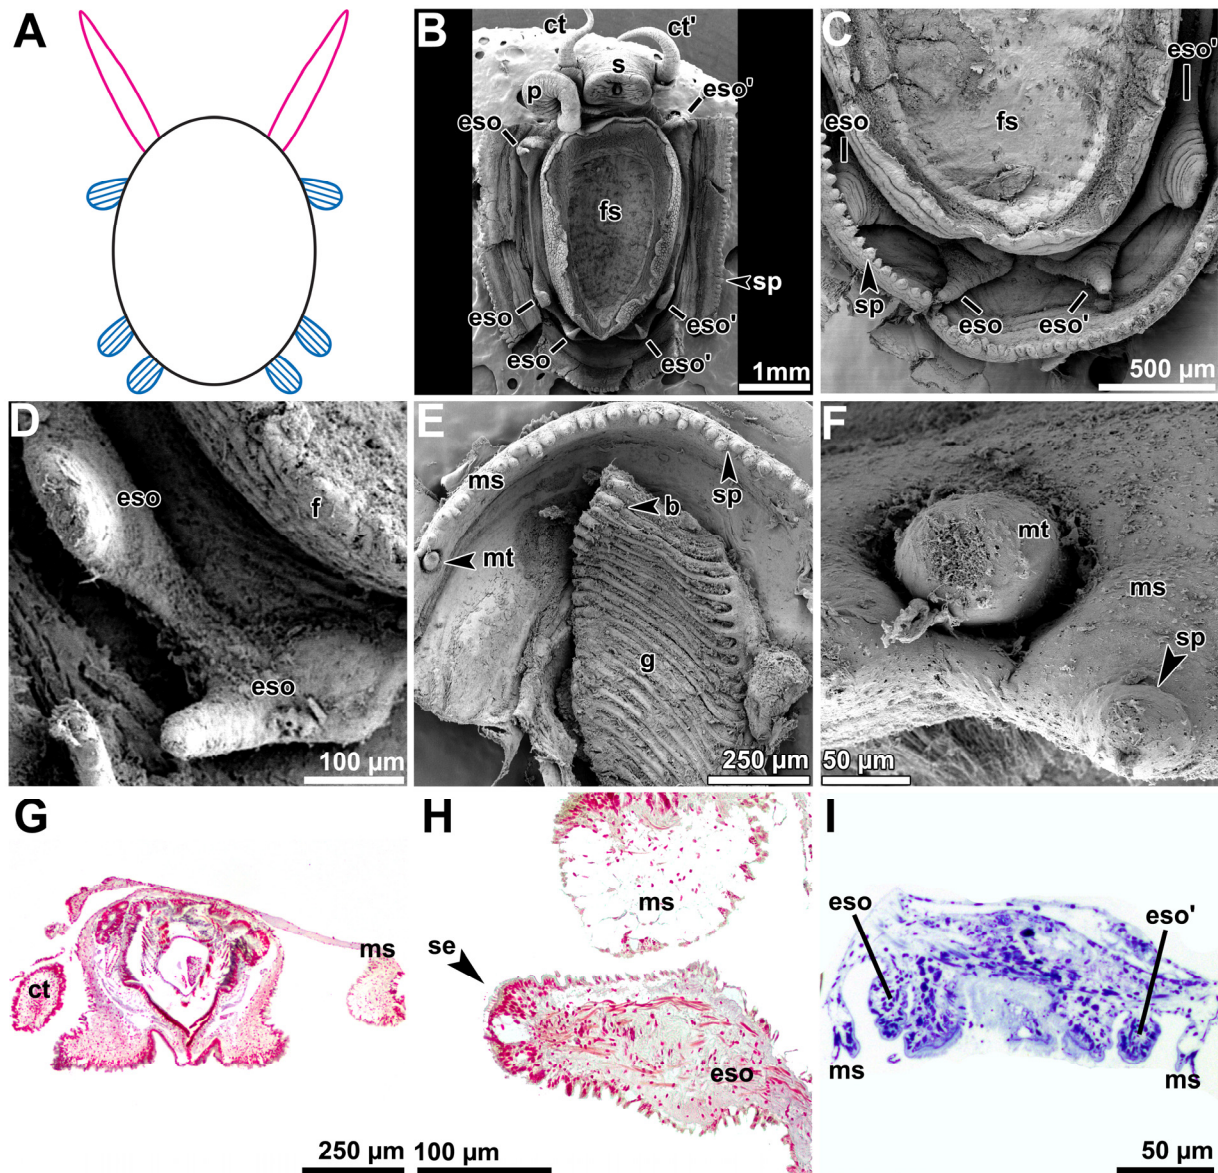 A
B
ct
ct'
s
p
eso
eso'
fs
sp
eso
eso'
eso
eso'
1mm
C
eso'
eso
fs
sp
eso
eso'
500 µm
D
eso
f
eso
100 µm
E
ms
sp
b
mt
g
250 µm
F
mt
ms
sp
50 µm
G
ms
ct
250 µm
H
ms
se
eso
100 µm
I
eso
eso'
ms
ms
50 µm